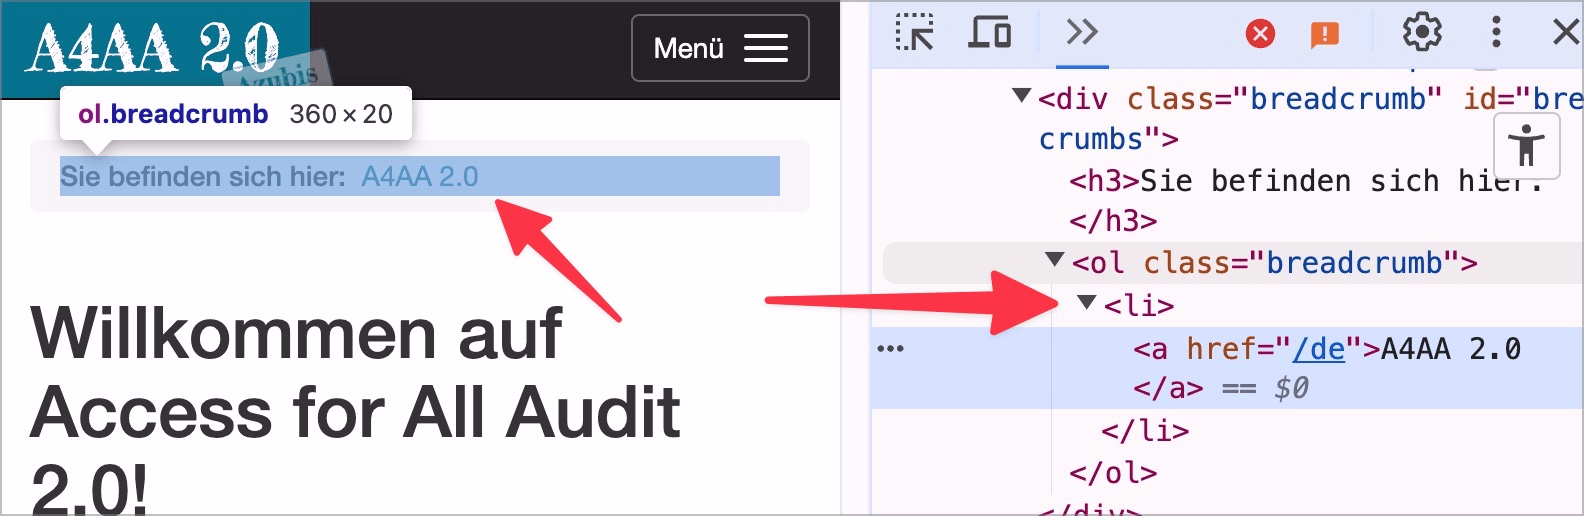 A4AA 2.0
Azubis
Menü
ol.breadcrumb 360 × 20
Sie befinden sich hier: A4AA 2.0
Willkommen auf
Access for All Audit
2.0!
<div class="breadcrumb" id="bre
crumbs">
<h3>Sie befinden sich hier:
</h3>
<ol class="breadcrumb">
<li>
<a href="/de">A4AA 2.0
</a> == $0
</li>
</ol>
</div>